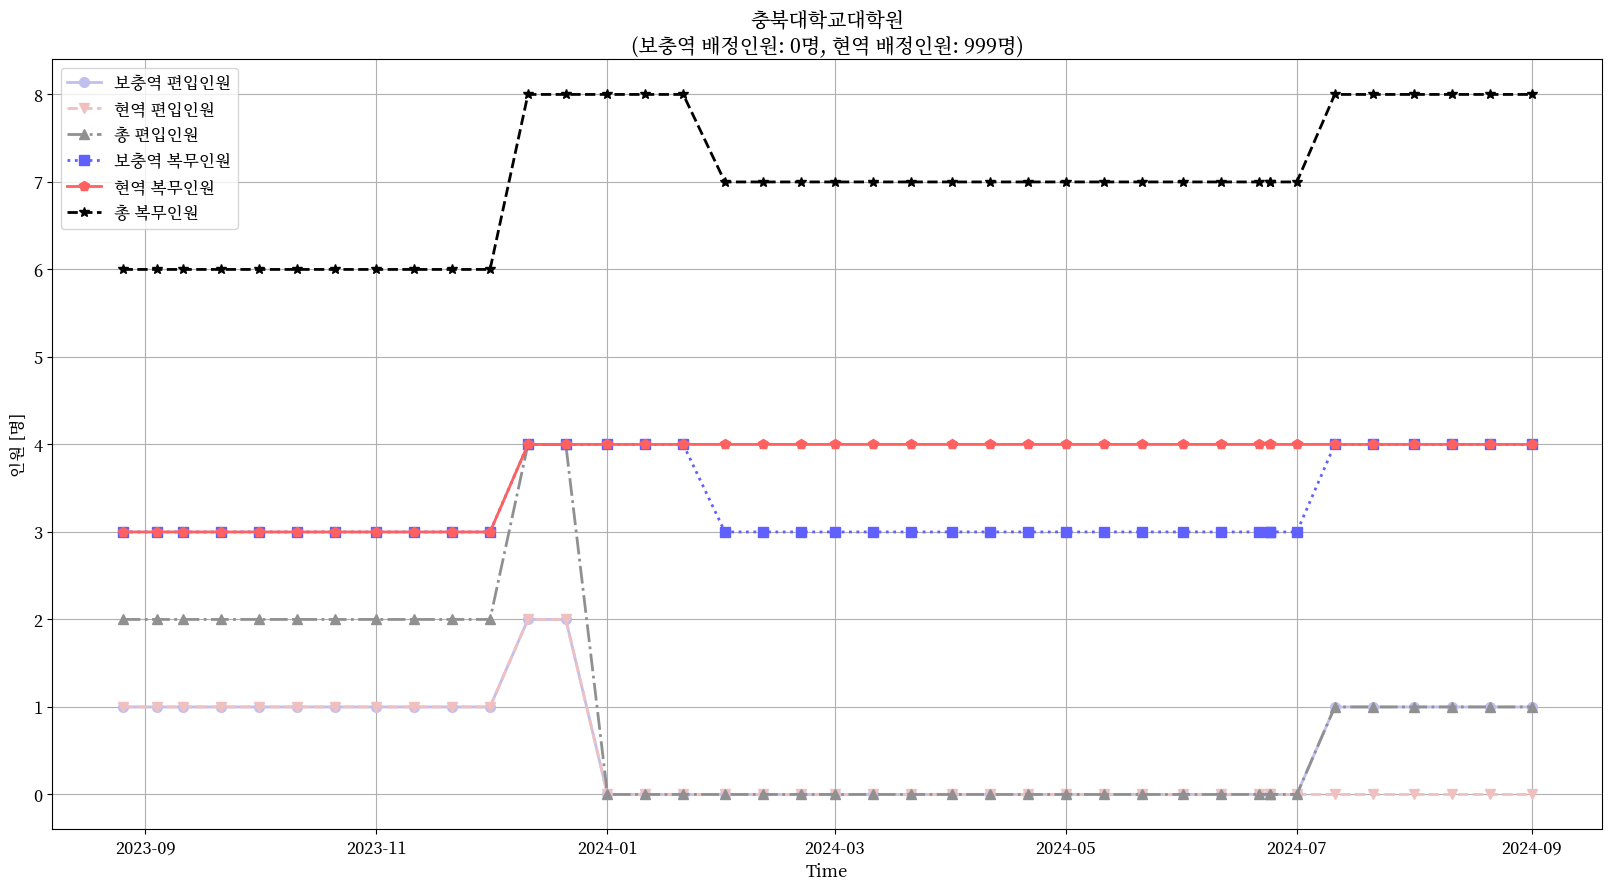 충북대학교대학원
(보충역 배정인원: 0명, 현역 배정인원: 999명)
보충역 편입인원
현역 편입인원
총 편입인원
보충역 복무인원
현역 복무인원
총 복무인원
인원 [명]
8
7
6
5
4
3
2
1
0
2023-09
2023-11
2024-01
2024-03
2024-05
2024-07
2024-09
Time